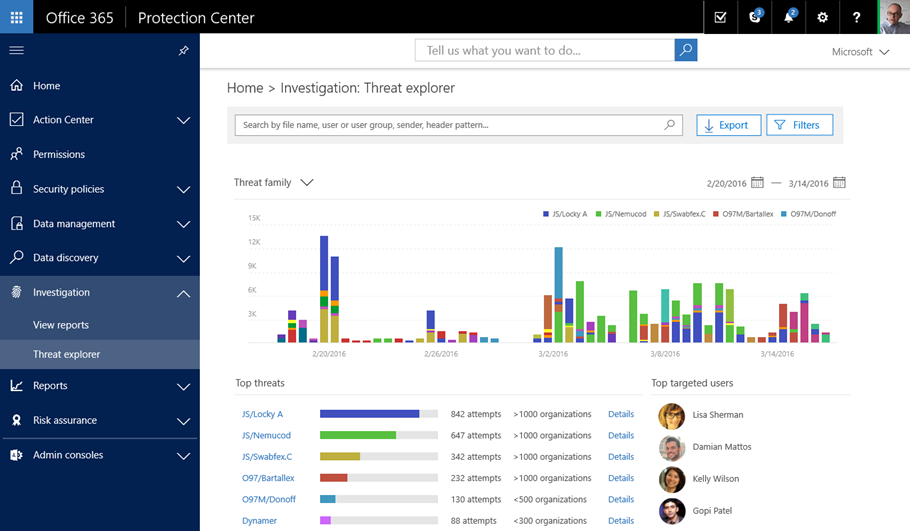 Office 365 Protection Center 3 2 ?
Tell us what you want to do... Microsoft
Home
Action Center
Permissions
Security policies
Data management
Data discovery
Investigation
View reports
Threat explorer
Reports
Risk assurance
Admin consoles
Home > Investigation: Threat explorer
Search by file name, user or user group, sender, header pattern... Export Filters
Threat family 2/20/2016 — 3/14/2016
JS/Locky A JS/Nemucod JS/Swabfex.C O97M/Bartallex O97M/Donoff
15K
12K
9K
6K
3K
2/20/2016 2/26/2016 3/2/2016 3/8/2016 3/14/2016
Top threats
JS/Locky A 842 attempts >1000 organizations Details
JS/Nemucod 647 attempts >1000 organizations Details
JS/Swabfex.C 342 attempts >1000 organizations Details
O97/Bartallex 232 attempts >1000 organizations Details
O97M/Donoff 130 attempts <500 organizations Details
Dynamer 88 attempts <300 organizations Details
Top targeted users
Lisa Sherman
Damian Mattos
Kelly Wilson
Gopi Patel